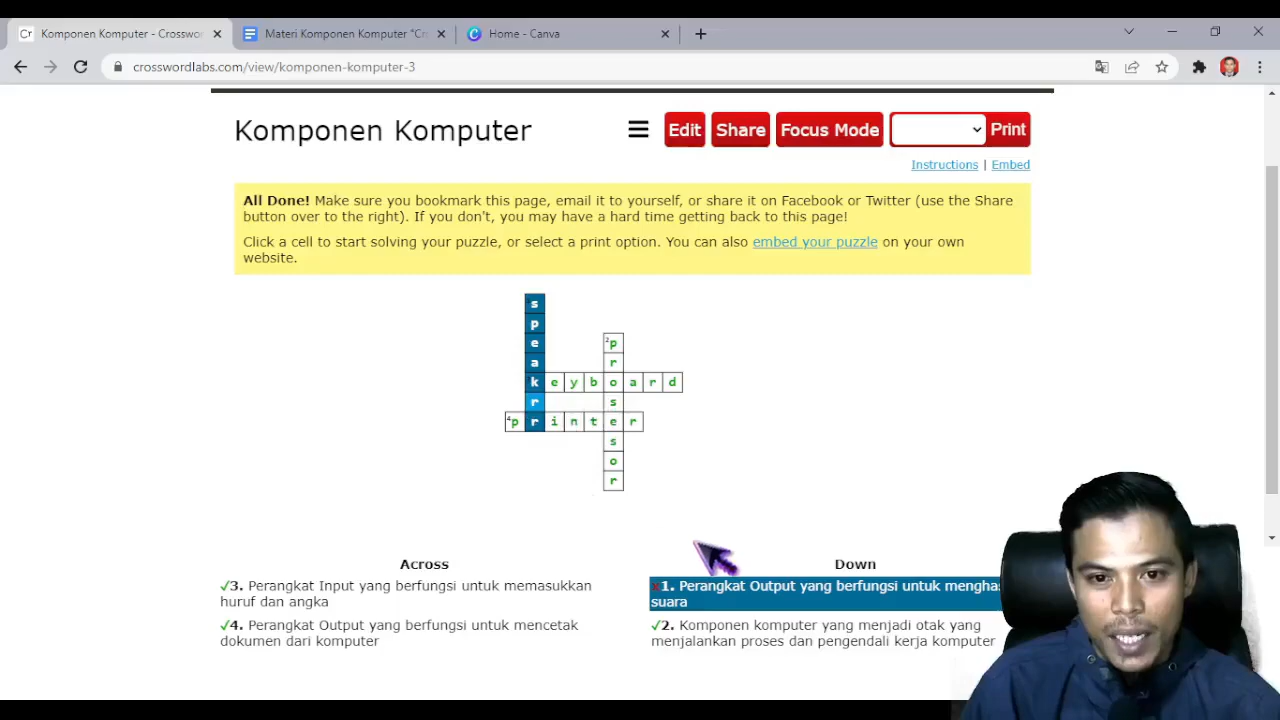 Cr Komponen Komputer - Crosswor
Materi Komponen Komputer "Cr
Home - Canva
crosswordlabs.com/view/komponen-komputer-3
Komponen Komputer
Edit
Share
Focus Mode
Print
Instructions | Embed
All Done! Make sure you bookmark this page, email it to yourself, or share it on Facebook or Twitter (use the Share
button over to the right). If you don't, you may have a hard time getting back to this page!
Click a cell to start solving your puzzle, or select a print option. You can also embed your puzzle on your own
website.
s
p
e 2p
a r
k e y b o a r d
r s
4p r i n t e r
s
o
r
Across
3. Perangkat Input yang berfungsi untuk memasukkan
huruf dan angka
4. Perangkat Output yang berfungsi untuk mencetak
dokumen dari komputer
Down
1. Perangkat Output yang berfungsi untuk mengha
suara
2. Komponen komputer yang menjadi otak yang
menjalankan proses dan pengendali kerja komputer